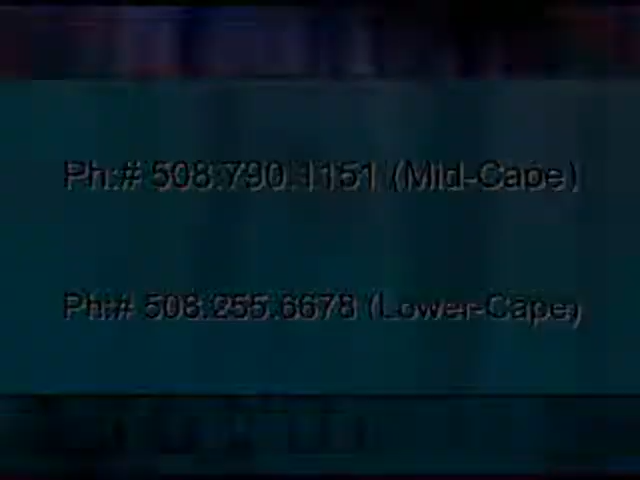 Ph:# 508.790.1151 (Mid-Cape)
Ph:# 508.255.6678 (Lower-Cape)